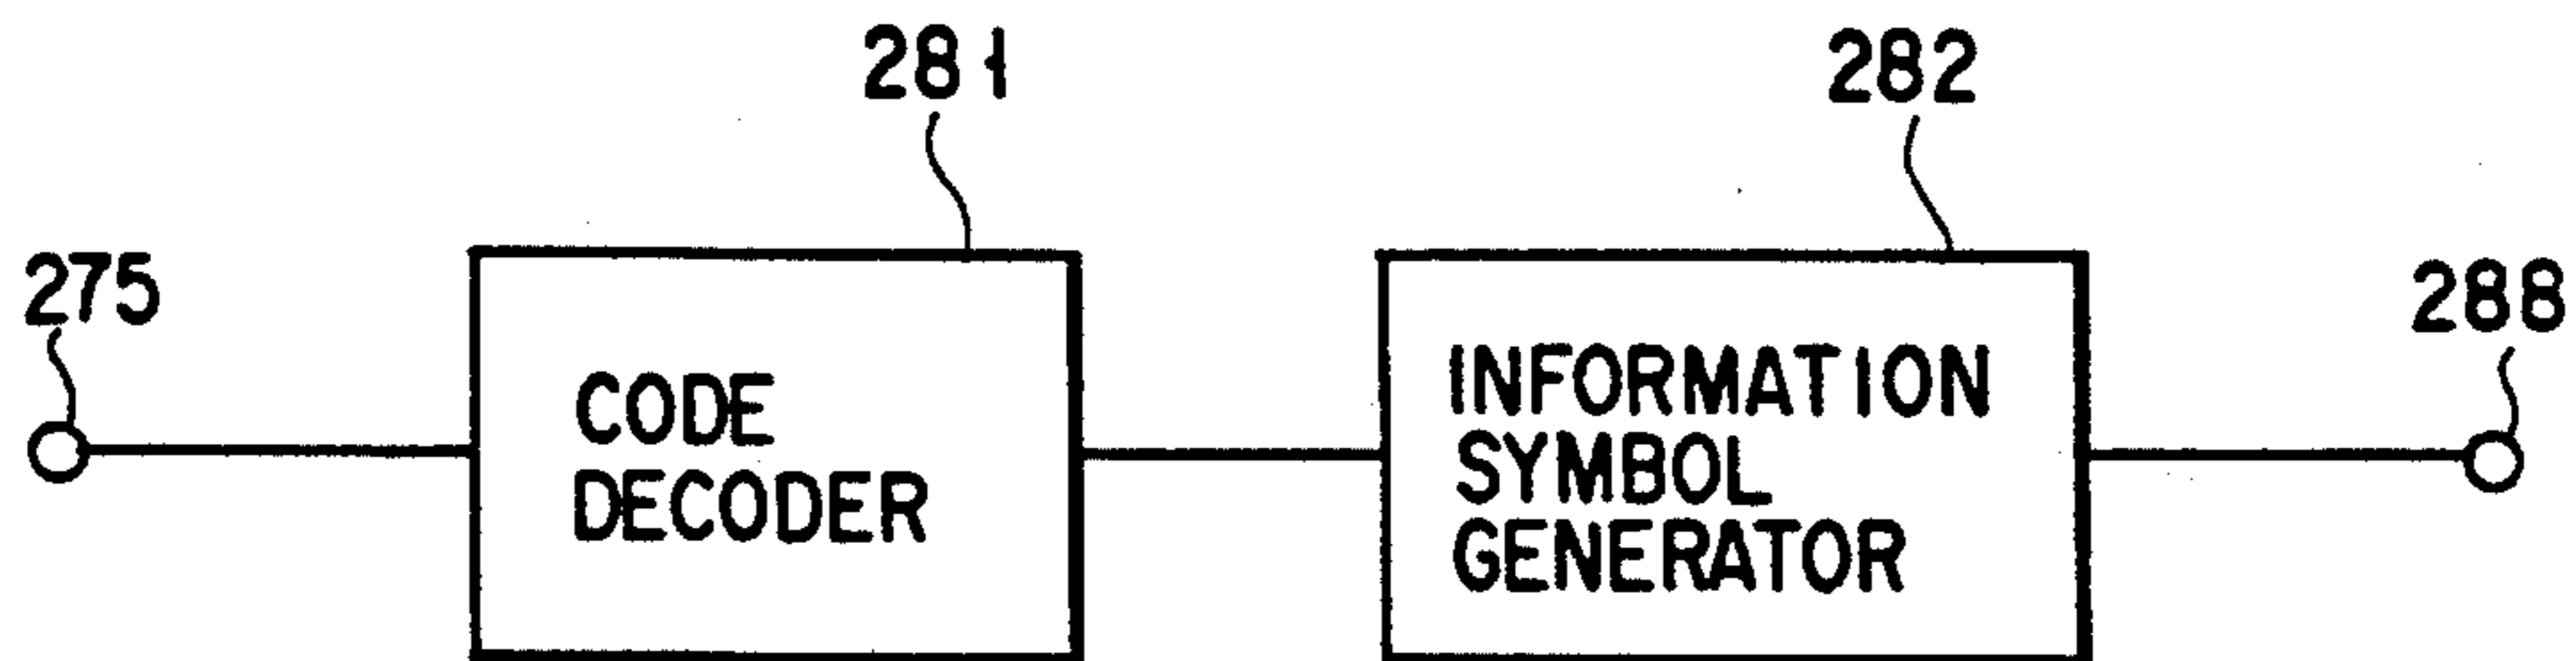 281
282
275
288
CODE
DECODER
INFORMATION
SYMBOL
GENERATOR